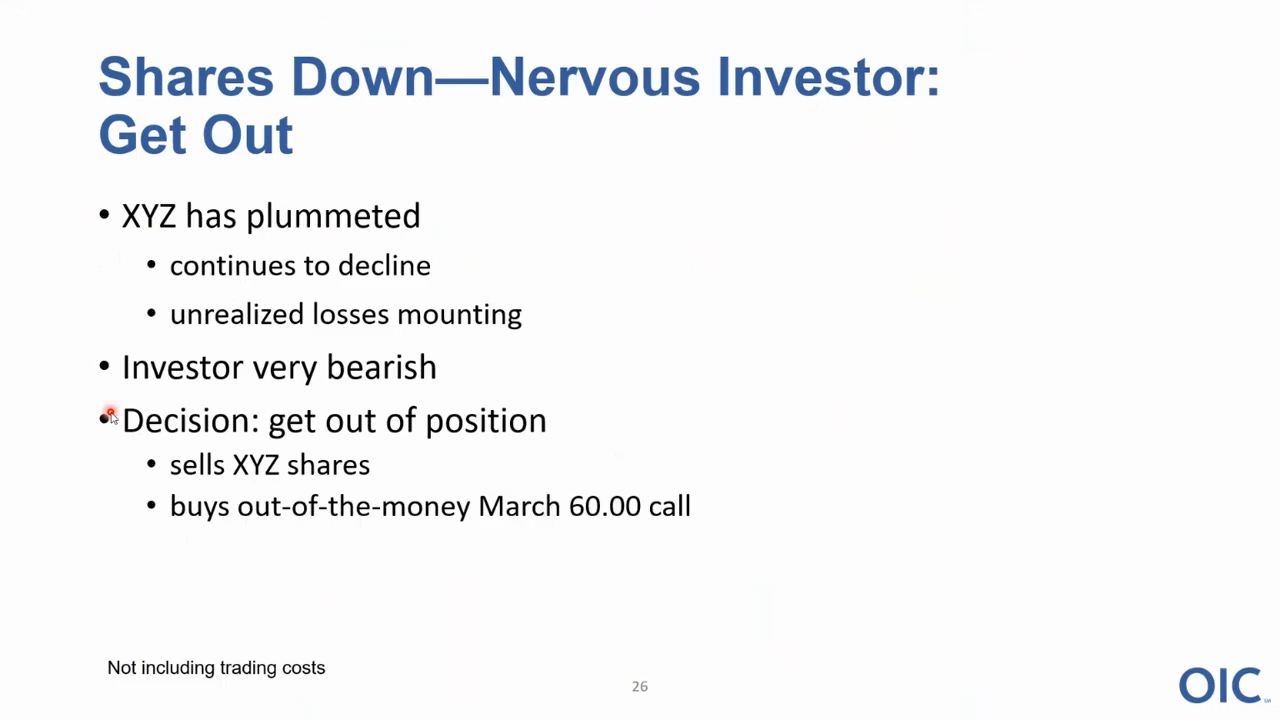 Shares Down—Nervous Investor:
Get Out
• XYZ has plummeted
• continues to decline
• unrealized losses mounting
• Investor very bearish
• Decision: get out of position
• sells XYZ shares
• buys out-of-the-money March 60.00 call
Not including trading costs
26
OIC